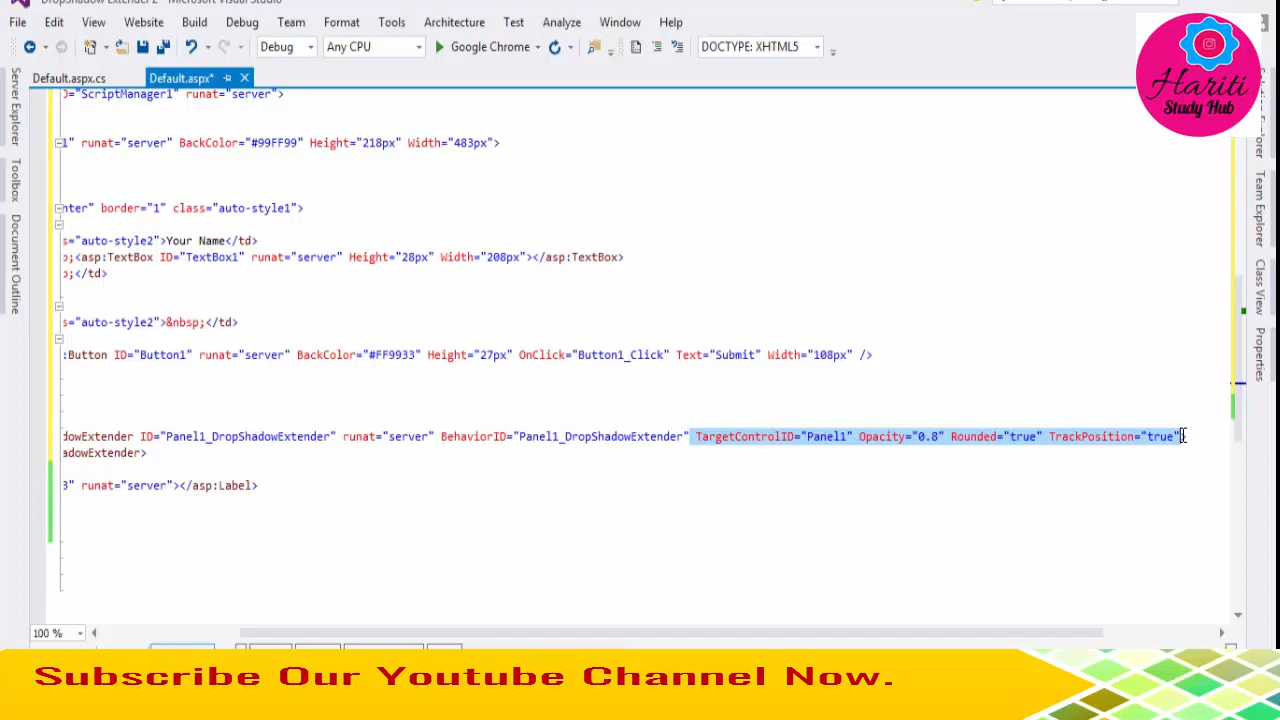 DropShadow Extender 2 - Microsoft Visual Studio
File Edit View Website Build Debug Team Format Tools Architecture Test Analyze Window Help
Debug Any CPU Google Chrome DOCTYPE: XHTML5
Default.aspx.cs Default.aspx*
Hariti
Study Hub
Server Explorer
Toolbox
Document Outline
Explorer
Team Explorer
Class View
Properties
D="ScriptManager1" runat="server">
1" runat="server" BackColor="#99FF99" Height="218px" Width="483px">
nter" border="1" class="auto-style1">
s="auto-style2">Your Name</td>
p;<asp:TextBox ID="TextBox1" runat="server" Height="28px" Width="208px"></asp:TextBox>
p;</td>
s="auto-style2">&nbsp;</td>
:Button ID="Button1" runat="server" BackColor="#FF9933" Height="27px" OnClick="Button1_Click" Text="Submit" Width="108px" />
dowExtender ID="Panel1_DropShadowExtender" runat="server" BehaviorID="Panel1_DropShadowExtender" TargetControlID="Panel1" Opacity="0.8" Rounded="true" TrackPosition="true">
adowExtender>
3" runat="server"></asp:Label>
100 %
Subscribe Our Youtube Channel Now.